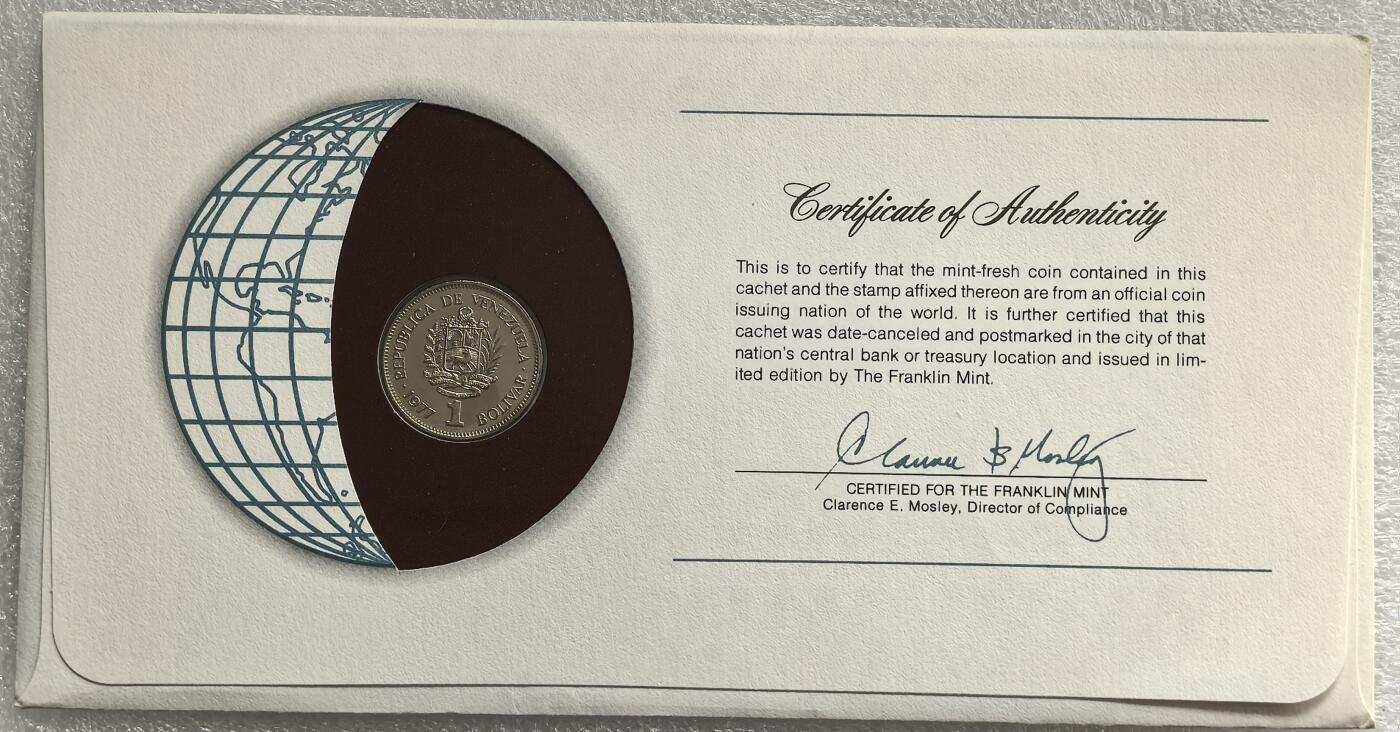 REPUBLICA DE VENEZUELA
1977 1 BOLIVAR
Certificate of Authenticity
This is to certify that the mint-fresh coin contained in this
cachet and the stamp affixed thereon are from an official coin
issuing nation of the world. It is further certified that this
cachet was date-canceled and postmarked in the city of that
nation's central bank or treasury location and issued in lim-
ited edition by The Franklin Mint.
Clarence B Mosley
CERTIFIED FOR THE FRANKLIN MINT
Clarence E. Mosley, Director of Compliance